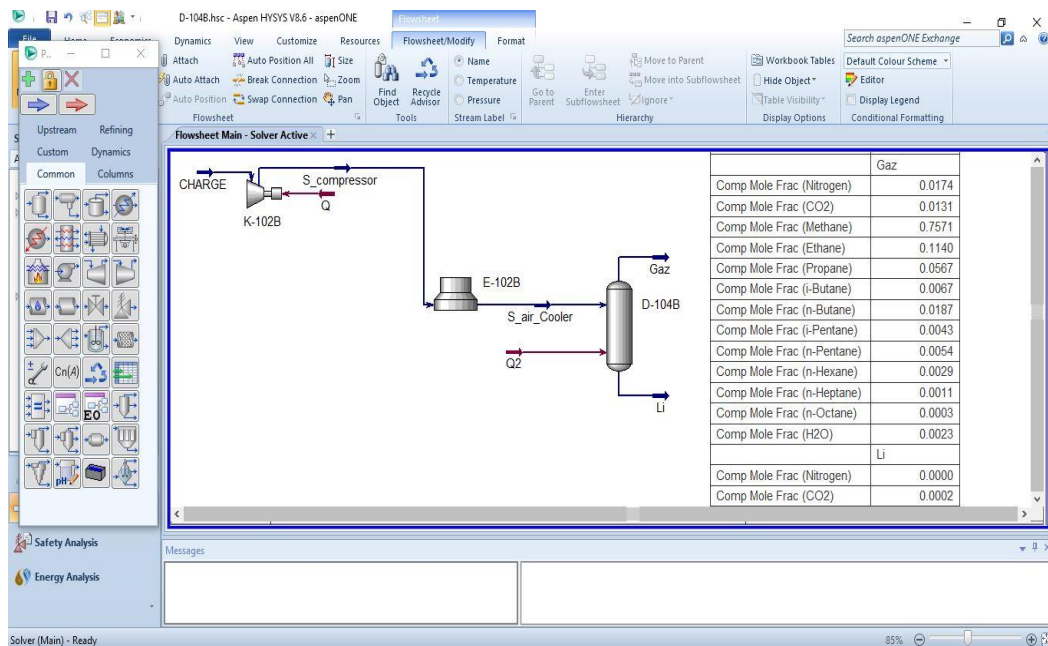 D-104B.hsc - Aspen HYSYS V8.6 - aspenONE
Flowsheet
File Home Economics Dynamics View Customize Resources Flowsheet/Modify Format
Search aspenONE Exchange
P..
Attach
Auto Attach
Auto Position
Auto Position All
Break Connection
Swap Connection
Size
Zoom
Pan
Flowsheet
Find Object
Recycle Advisor
Tools
Name
Temperature
Pressure
Stream Label
Go to Parent
Enter Subflowsheet
Move to Parent
Move into Subflowsheet
Ignore
Hierarchy
Workbook Tables
Hide Object
Table Visibility
Display Options
Default Colour Scheme
Editor
Display Legend
Conditional Formatting
Upstream Refining
Custom Dynamics
Common Columns
Cn(A)
EO
pH
Flowsheet Main - Solver Active
CHARGE
S_compressor
Q
K-102B
E-102B
S_air_Cooler
Gaz
D-104B
Q2
Li
Gaz
Comp Mole Frac (Nitrogen) 0.0174
Comp Mole Frac (CO2) 0.0131
Comp Mole Frac (Methane) 0.7571
Comp Mole Frac (Ethane) 0.1140
Comp Mole Frac (Propane) 0.0567
Comp Mole Frac (i-Butane) 0.0067
Comp Mole Frac (n-Butane) 0.0187
Comp Mole Frac (i-Pentane) 0.0043
Comp Mole Frac (n-Pentane) 0.0054
Comp Mole Frac (n-Hexane) 0.0029
Comp Mole Frac (n-Heptane) 0.0011
Comp Mole Frac (n-Octane) 0.0003
Comp Mole Frac (H2O) 0.0023
Li
Comp Mole Frac (Nitrogen) 0.0000
Comp Mole Frac (CO2) 0.0002
Safety Analysis
Energy Analysis
Messages
Solver (Main) - Ready
85%